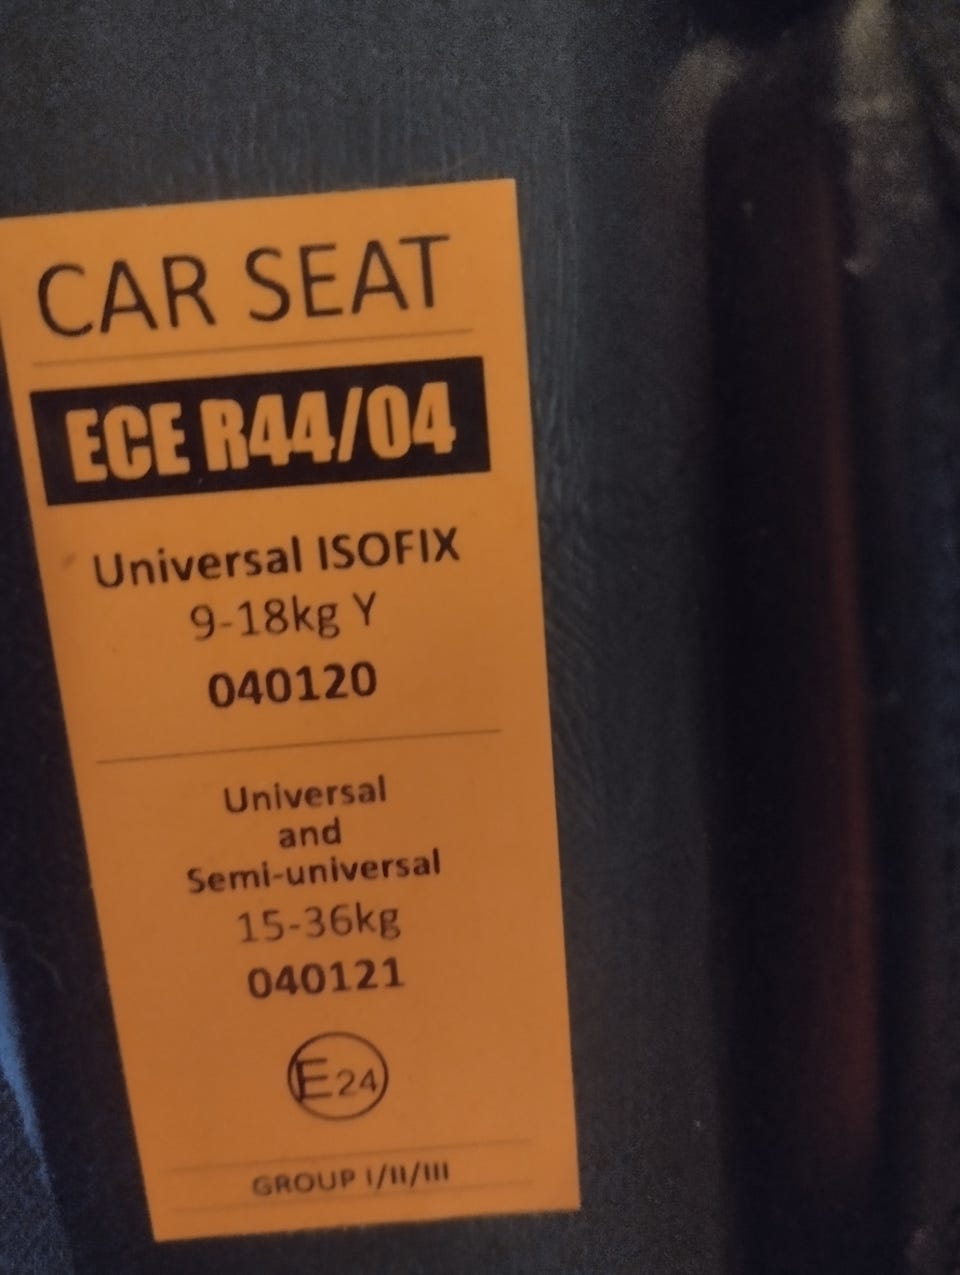 CAR SEAT
ECE R44/04
Universal ISOFIX
9-18kg Y
040120
Universal
and
Semi-universal
15-36kg
040121
E24
GROUP I/II/III